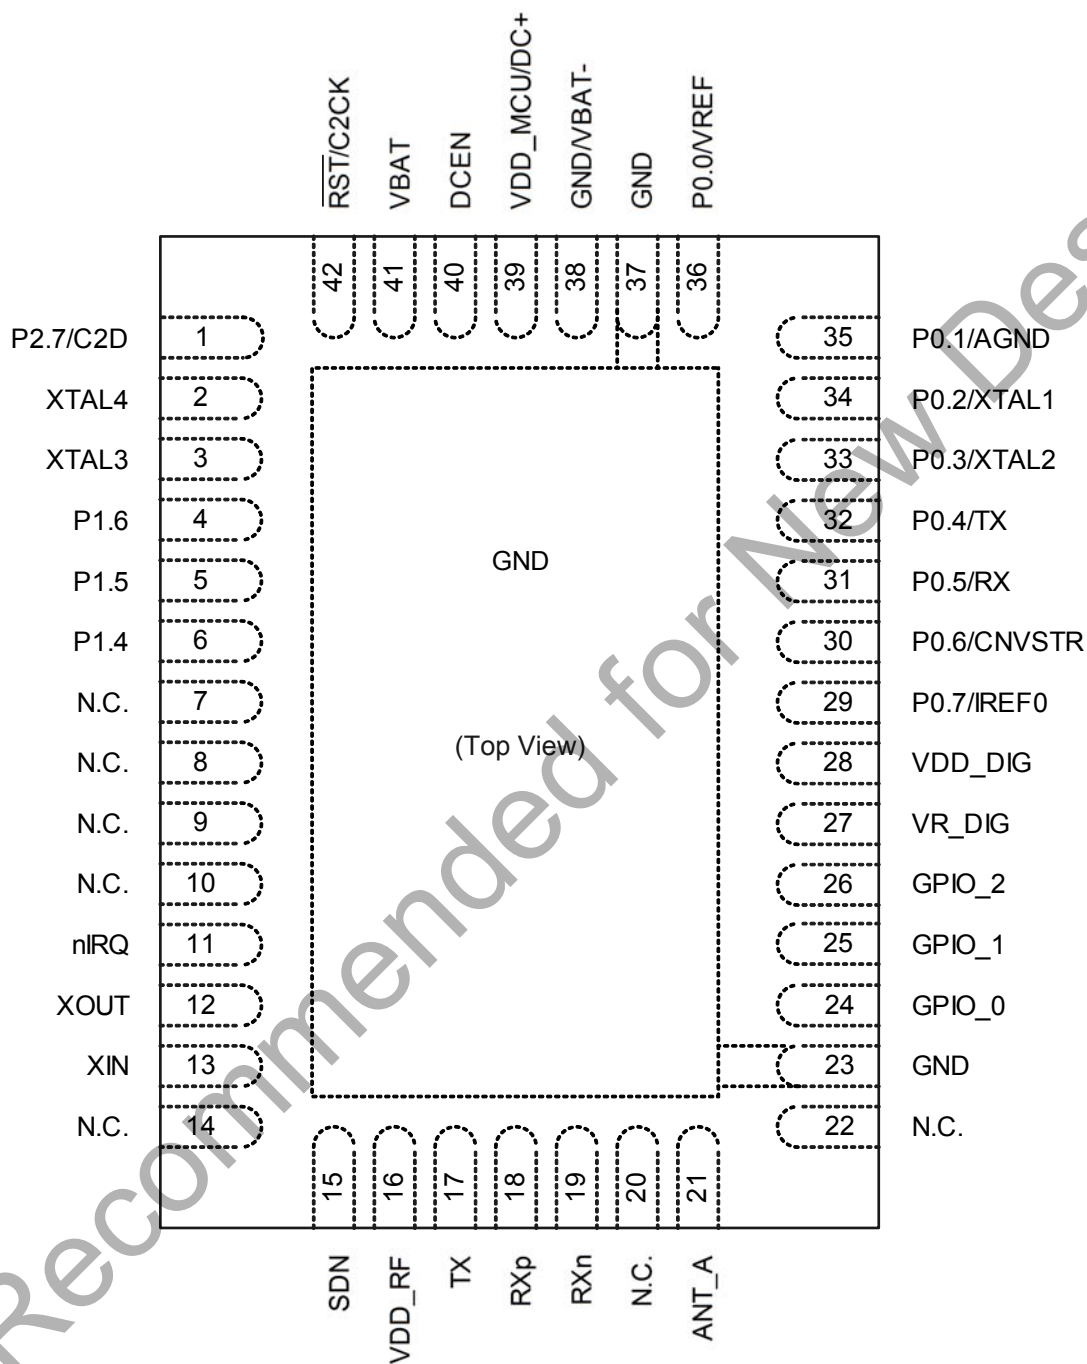 RST/C2CK
VBAT
DCEN
VDD_MCU/DC+
GND/VBAT-
GND
P0.0/VREF
42
41
40
39
38
37
36
P2.7/C2D 1
XTAL4 2
XTAL3 3
P1.6 4
P1.5 5
P1.4 6
N.C. 7
N.C. 8
N.C. 9
N.C. 10
nIRQ 11
XOUT 12
XIN 13
N.C. 14
GND
(Top View)
35 P0.1/AGND
34 P0.2/XTAL1
33 P0.3/XTAL2
32 P0.4/TX
31 P0.5/RX
30 P0.6/CNVSTR
29 P0.7/IREF0
28 VDD_DIG
27 VR_DIG
26 GPIO_2
25 GPIO_1
24 GPIO_0
23 GND
22 N.C.
15
16
17
18
19
20
21
SDN
VDD_RF
TX
RXp
RXn
N.C.
ANT_A
Recommended for New Des